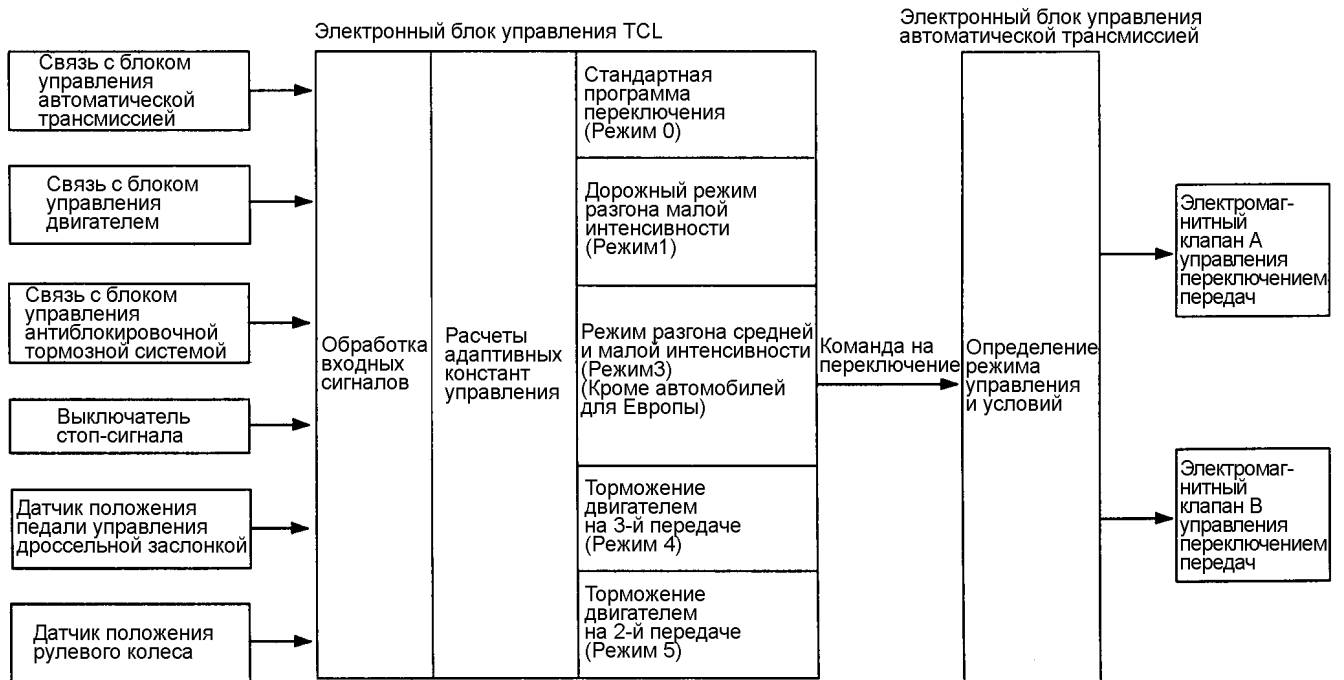 Электронный блок управления TCL
Электронный блок управления
автоматической трансмиссией
Связь с блоком
управления
автоматической
трансмиссией
Связь с блоком
управления
двигателем
Связь с блоком
управления
антиблокировочной
тормозной системой
Выключатель
стоп-сигнала
Датчик положения
педали управления
дроссельной заслонкой
Датчик положения
рулевого колеса
Обработка
входных
сигналов
Расчеты
адаптивных
констант
управления
Стандартная
программа
переключения
(Режим 0)
Дорожный режим
разгона малой
интенсивности
(Режим1)
Режим разгона средней
и малой интенсивности
(Режим3)
(Кроме автомобилей
для Европы)
Торможение
двигателем
на 3-й передаче
(Режим 4)
Торможение
двигателем
на 2-й передаче
(Режим 5)
Команда на
переключение
Определение
режима
управления
и условий
Электромаг-
нитный
клапан А
управления
переключением
передач
Электромаг-
нитный
клапан В
управления
переключением
передач